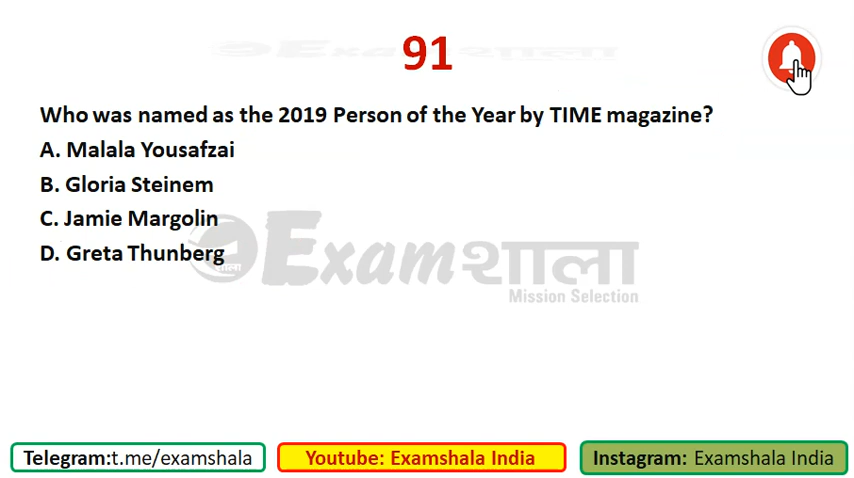 91
Who was named as the 2019 Person of the Year by TIME magazine?
A. Malala Yousafzai
B. Gloria Steinem
C. Jamie Margolin
D. Greta Thunberg
Examशाला
Mission Selection
Telegram:t.me/examshala
Youtube: Examshala India
Instagram: Examshala India